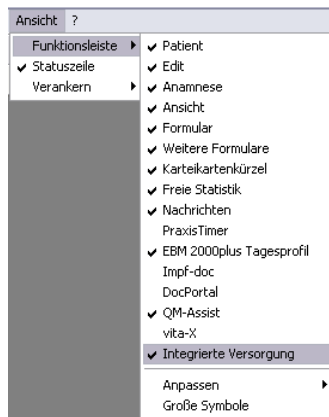 Ansicht ?
Funktionsleiste
Statuszeile
Verankern
Patient
Edit
Anamnese
Ansicht
Formular
Weitere Formulare
Karteikartenkürzel
Freie Statistik
Nachrichten
PraxisTimer
EBM 2000plus Tagesprofil
Impf-doc
DocPortal
QM-Assist
vita-X
Integrierte Versorgung
Anpassen
Große Symbole